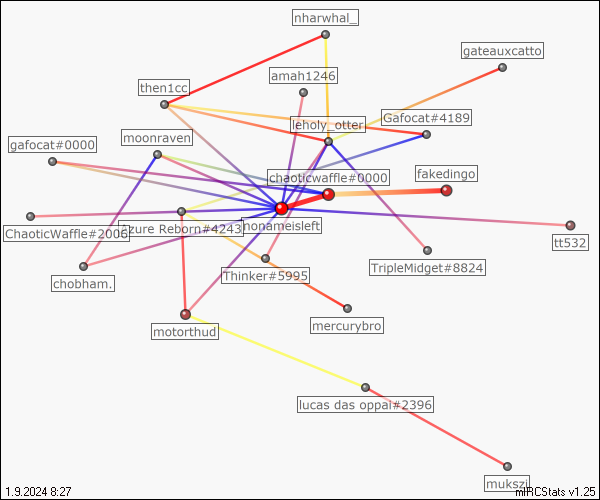 nharwhal_
gateauxcatto
amah1246
then1cc
Gafocat#4189
leholy_otter
moonraven
gafocat#0000
fakedingo
chaoticwaffle#0000
ChaoticWaffle#2006
Azure Reborn#4243
nonameisleft
tt532
Thinker#5995
TripleMidget#8824
chobham.
mercurybro
motorthud
lucas das oppai#2396
mukszi
1.9.2024 8:27
mIRCStats v1.25